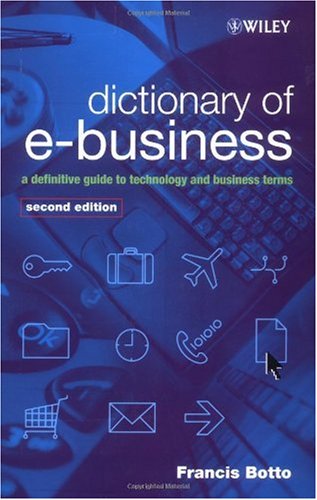 WILEY
dictionary of
e-business
a definitive guide to technology and business terms
second edition
Francis Botto